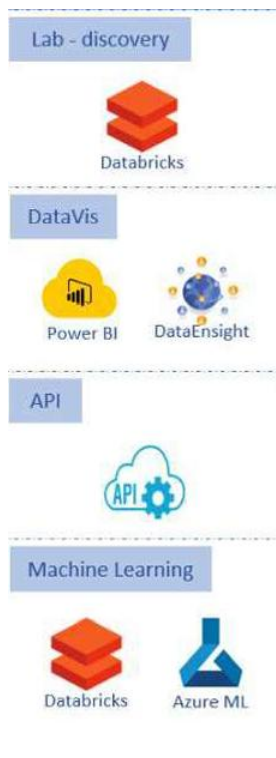 Lab - discovery
Databricks
DataVis
Power BI DataEnsight
API
API
Machine Learning
Databricks Azure ML